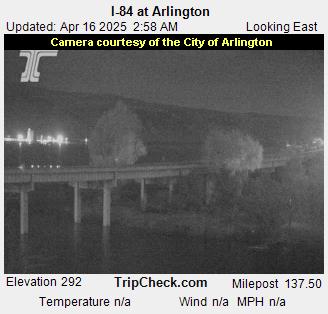 I-84 at Arlington
Updated: Apr 16 2025 2:58 AM Looking East
Camera courtesy of the City of Arlington
Elevation 292 TripCheck.com Milepost 137.50
Temperature n/a Wind n/a MPH n/a